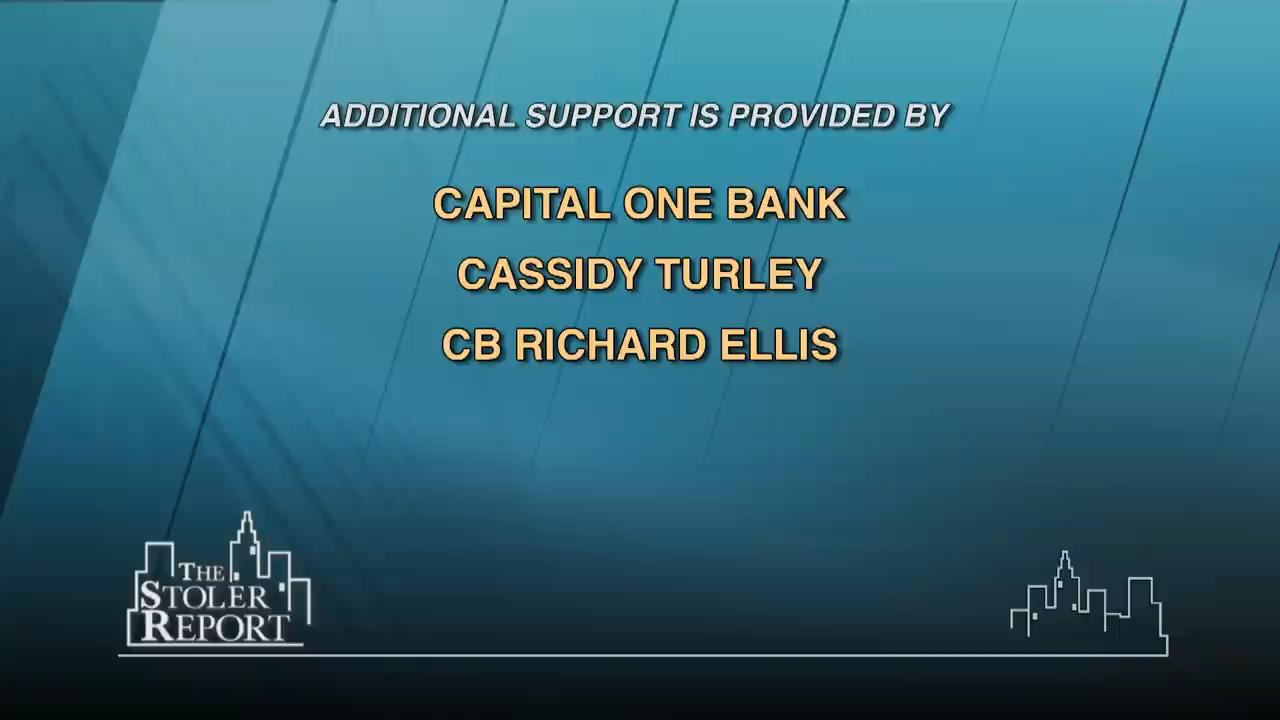 ADDITIONAL SUPPORT IS PROVIDED BY
CAPITAL ONE BANK
CASSIDY TURLEY
CB RICHARD ELLIS
THE
STOLER
REPORT